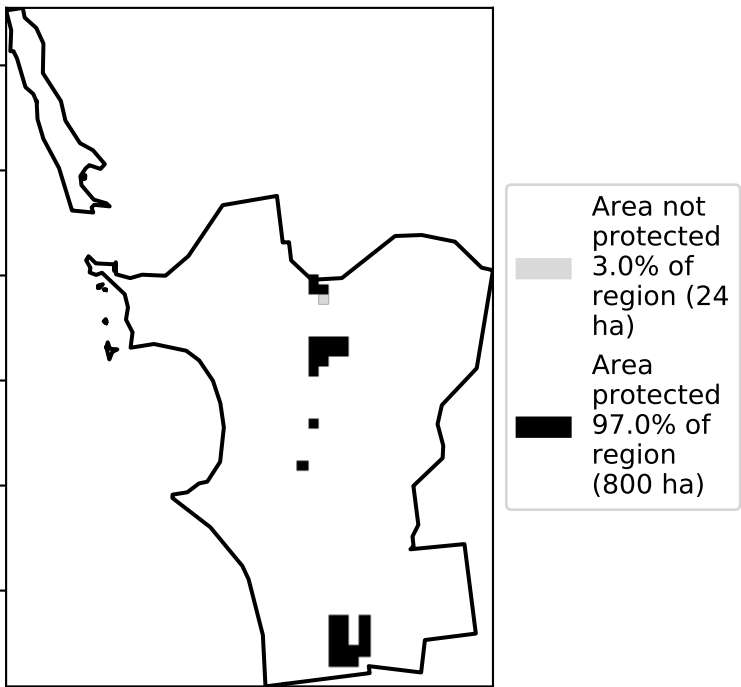 Area not
protected
3.0% of
region (24
ha)
Area
protected
97.0% of
region
(800 ha)